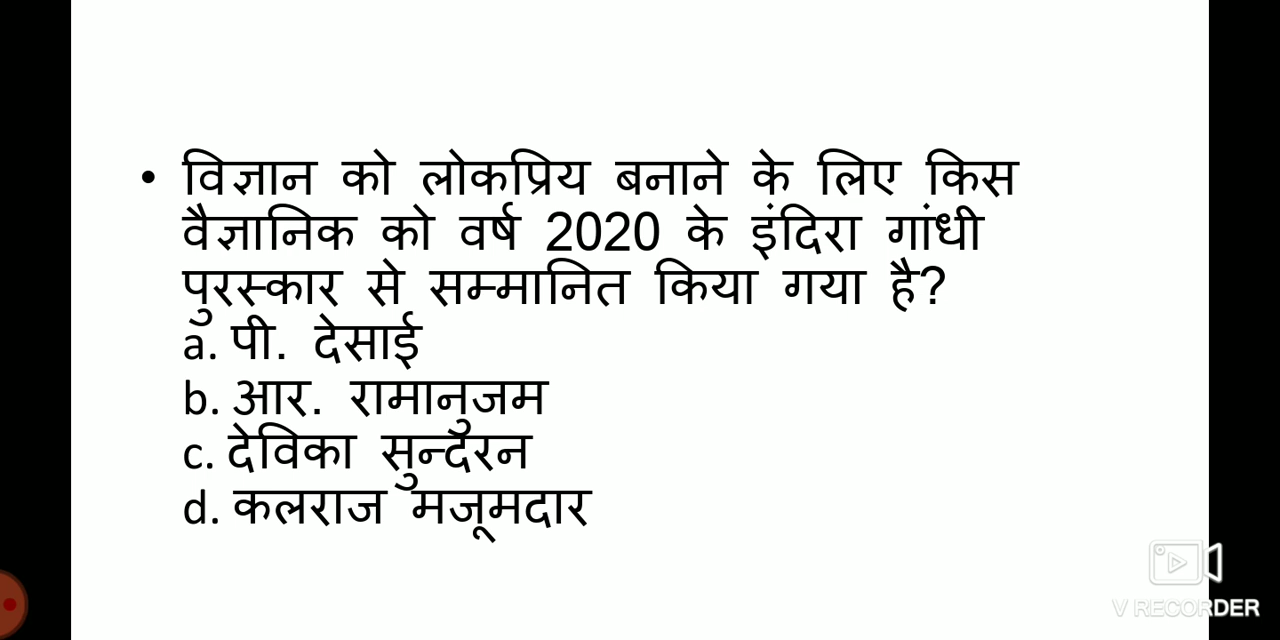 • विज्ञान को लोकप्रिय बनाने के लिए किस
वैज्ञानिक को वर्ष 2020 के इंदिरा गांधी
पुरस्कार से सम्मानित किया गया है?
a. पी. देसाई
b. आर. रामानुजम
c. देविका सुन्दरन
d. कलराज मजूमदार
V RECORDER